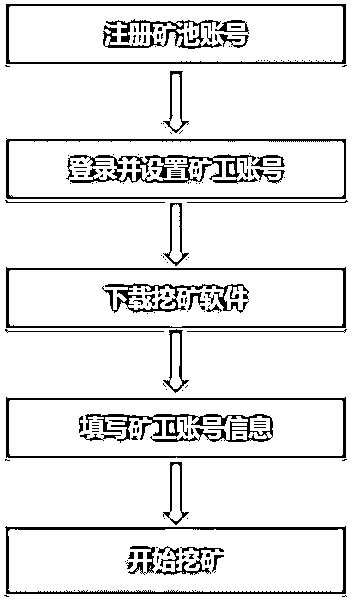 注册矿池账号
登录并设置矿工账号
下载挖矿软件
填写矿工账号信息
开始挖矿